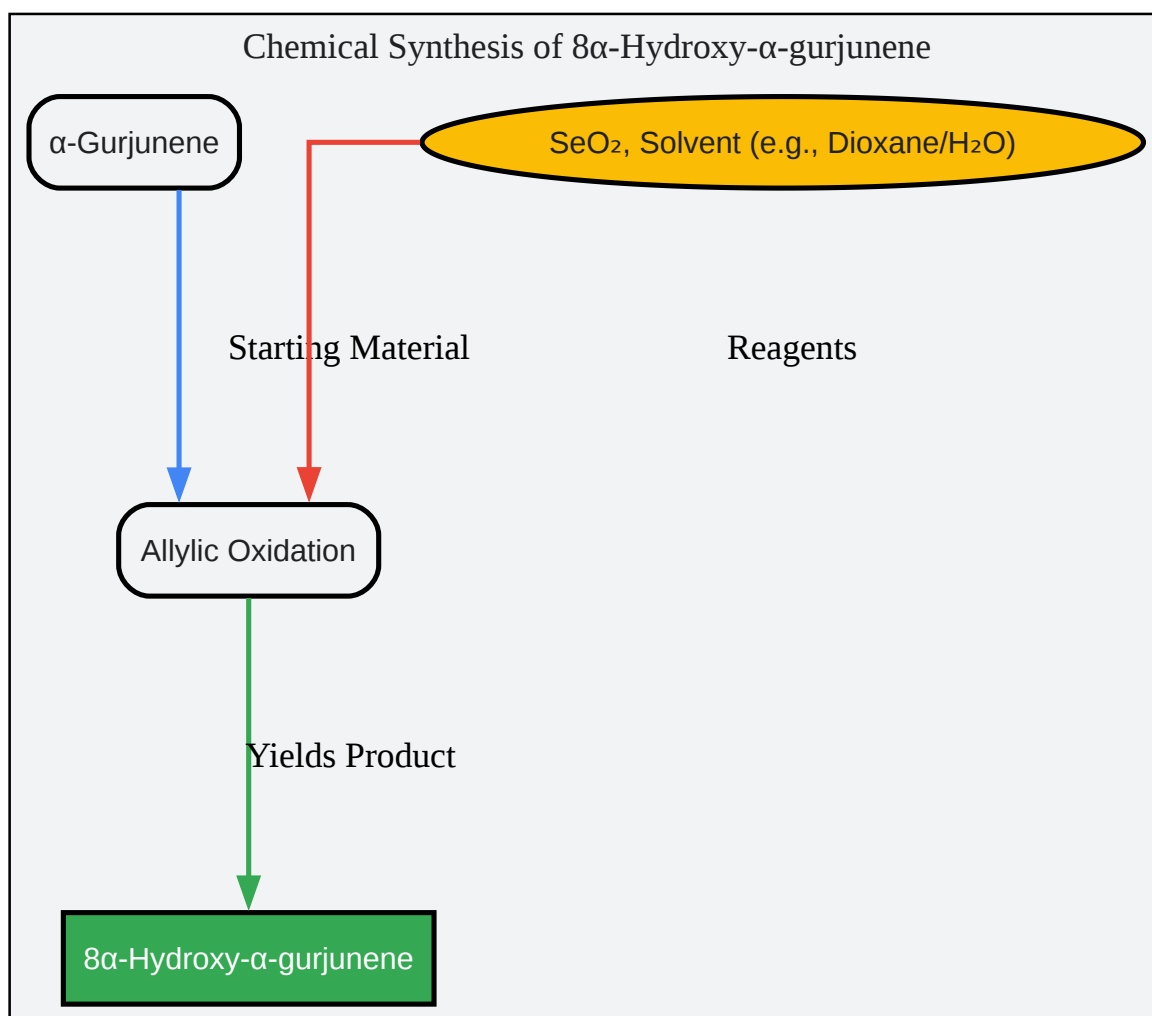 Chemical Synthesis of 8α-Hydroxy-α-gurjunene
α-Gurjunene
SeO₂, Solvent (e.g., Dioxane/H₂O)
Starting Material
Reagents
Allylic Oxidation
Yields Product
8α-Hydroxy-α-gurjunene